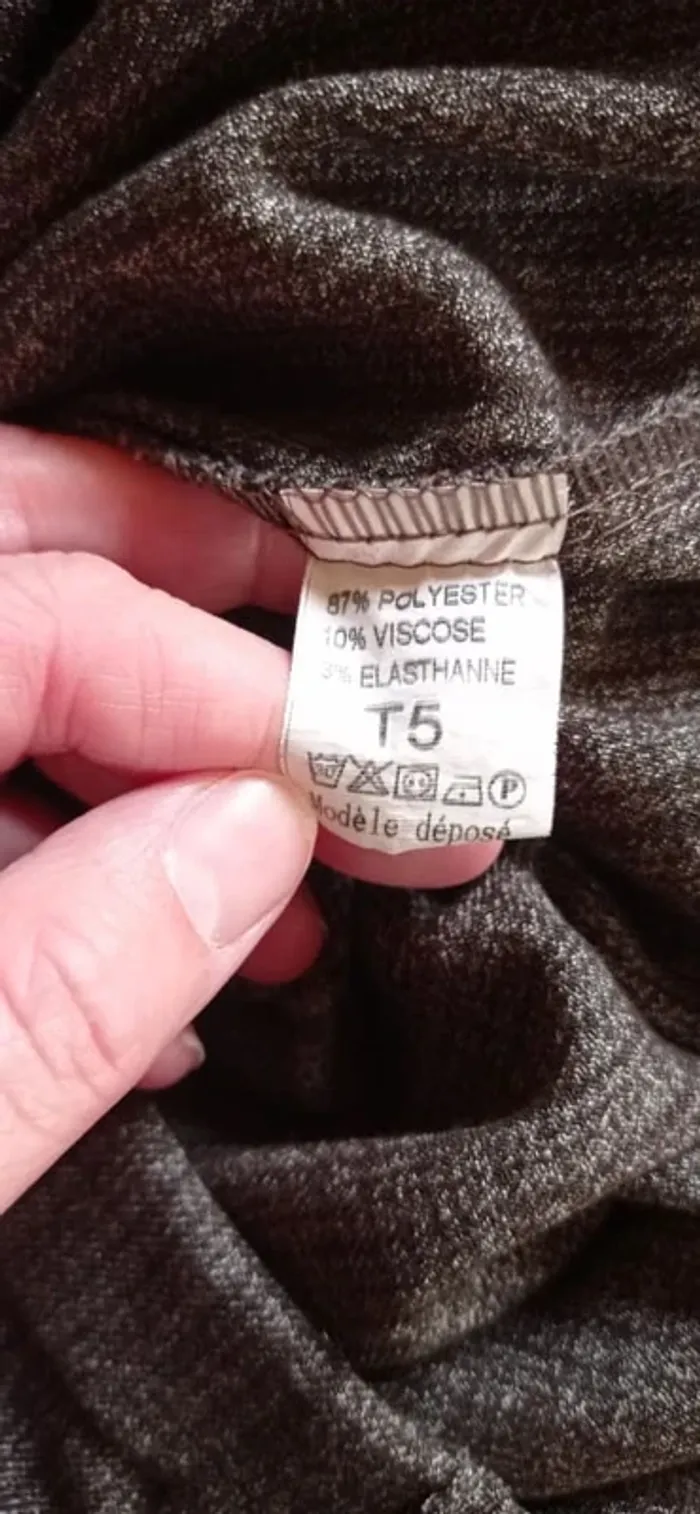 87% POLYESTER
10% VISCOSE
3% ELASTHANNE
T5
P
Modèle déposé